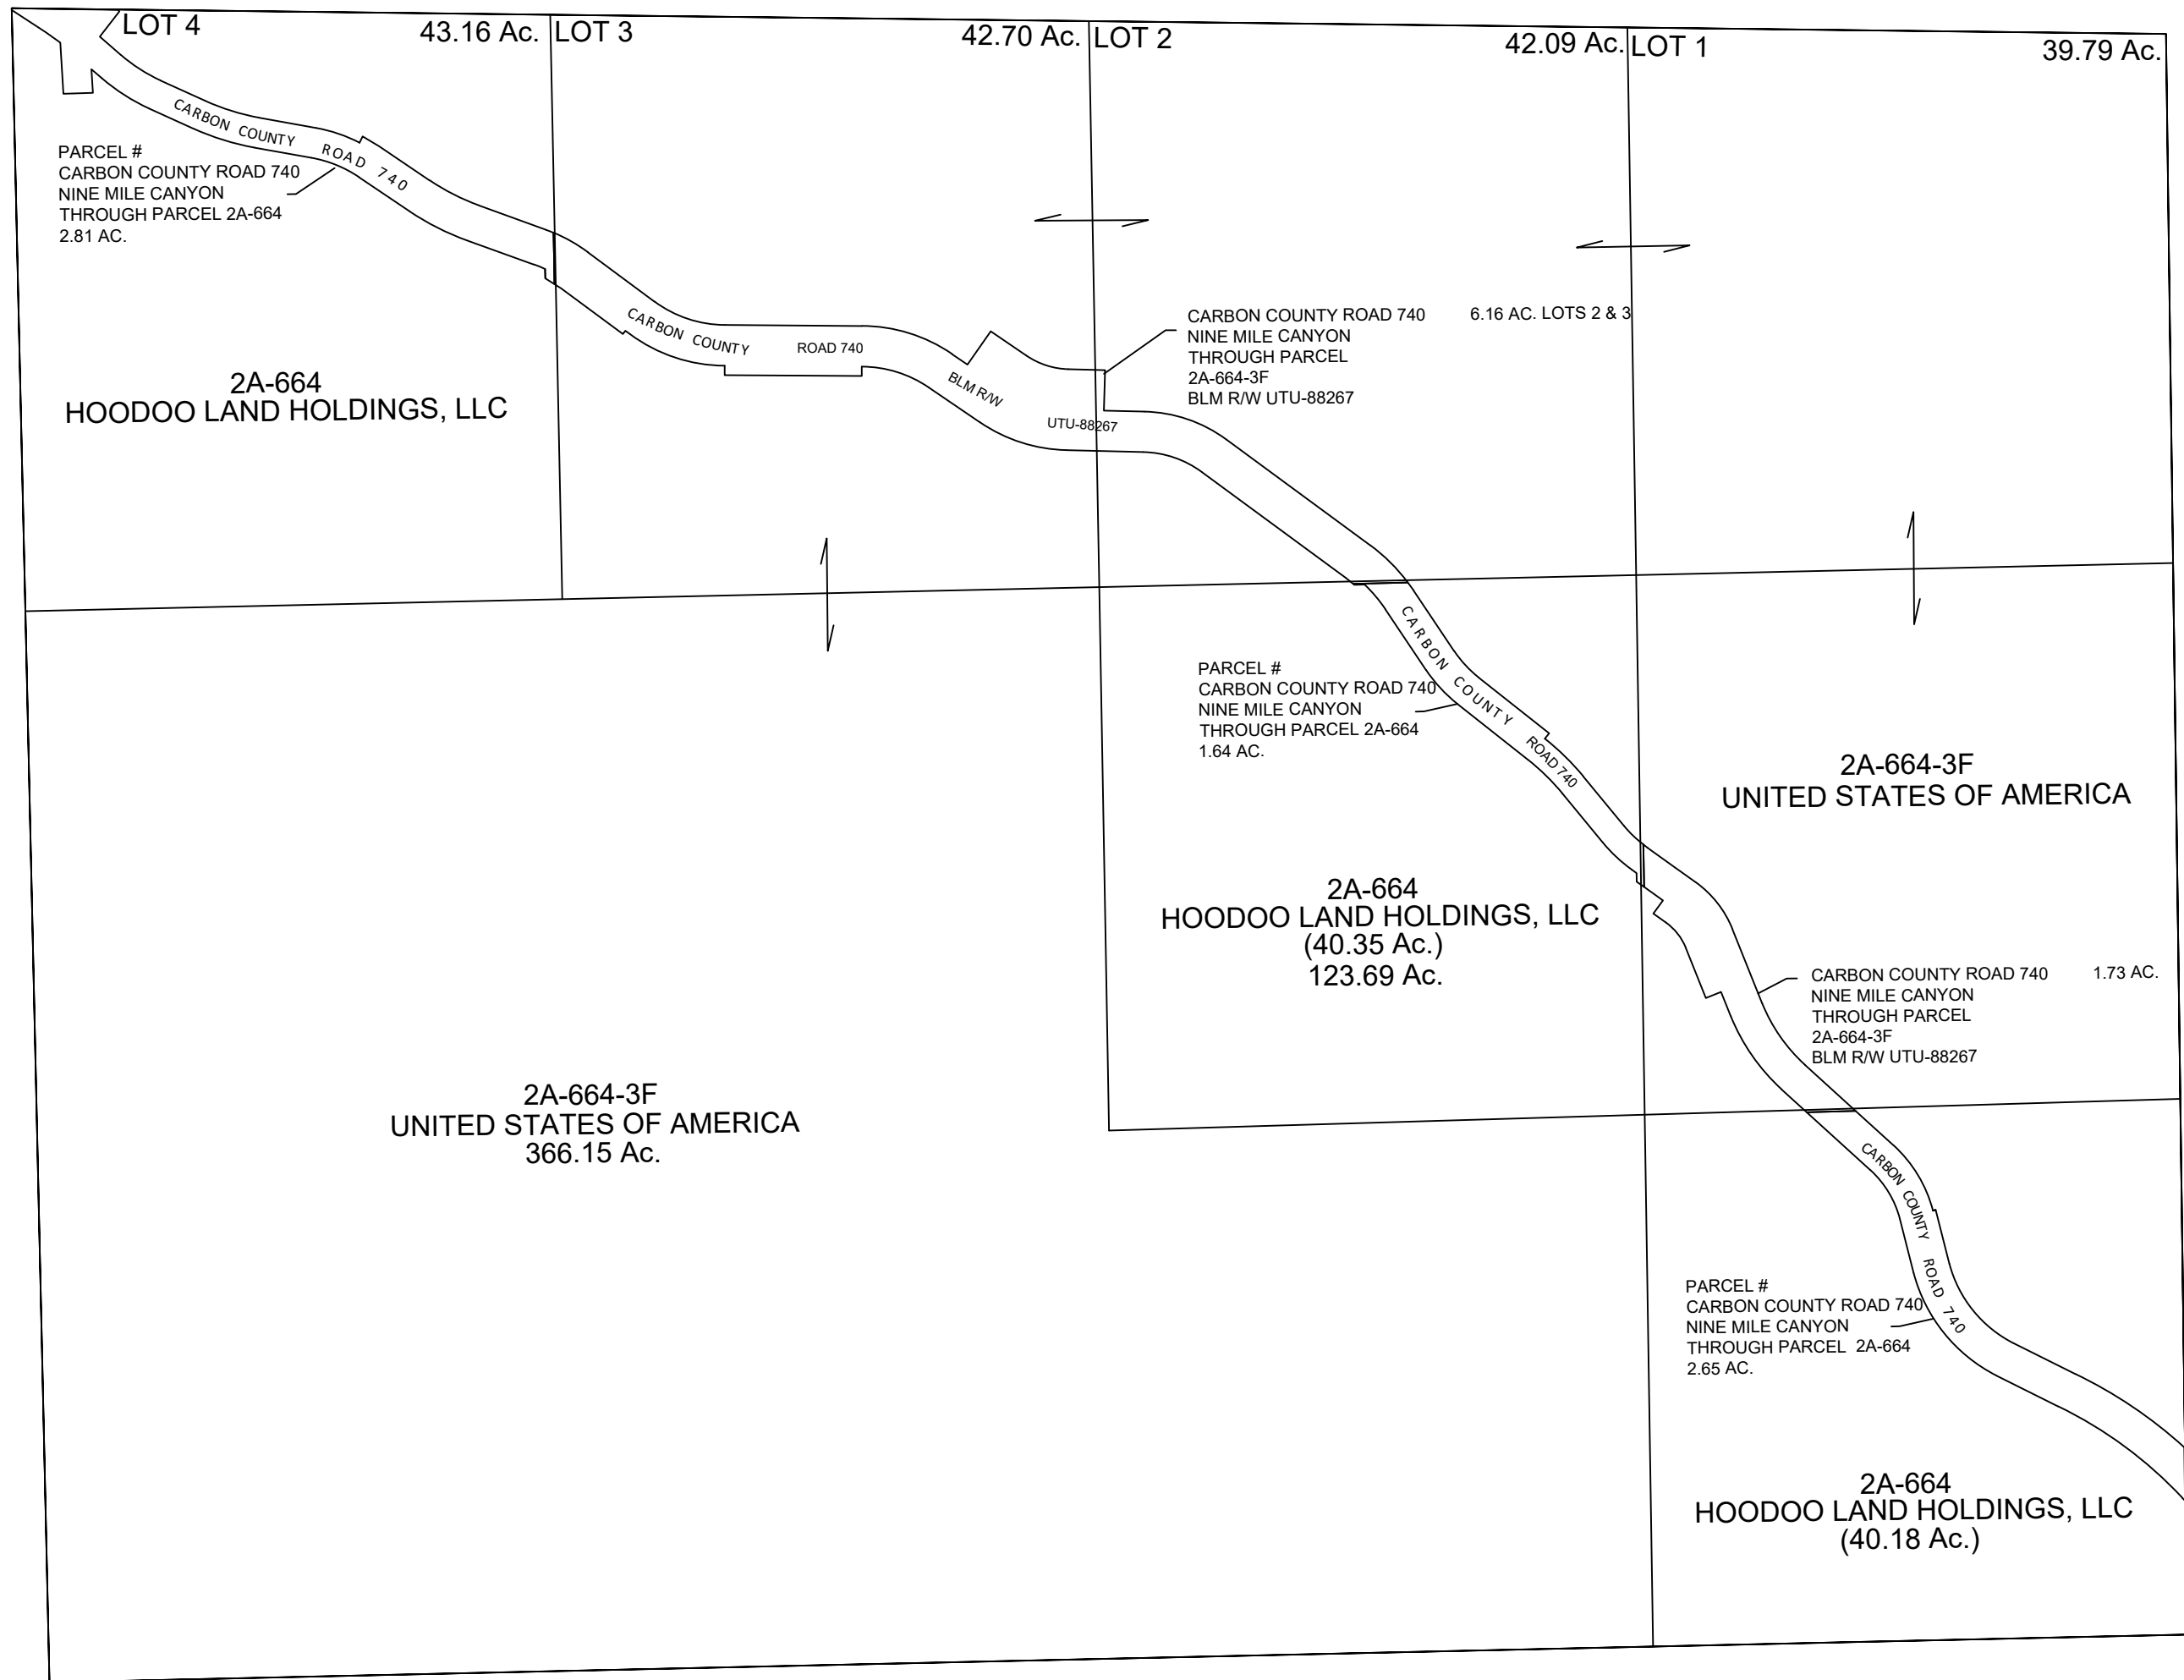 LOT 4 43.16 Ac. LOT 3 42.70 Ac. LOT 2 42.09 Ac. LOT 1 39.79 Ac.
CARBON COUNTY ROAD 740
PARCEL #
CARBON COUNTY ROAD 740
NINE MILE CANYON
THROUGH PARCEL 2A-664
2.81 AC.
2A-664
HOODOO LAND HOLDINGS, LLC
CARBON COUNTY ROAD 740
BLM R/W UTU-88267
CARBON COUNTY ROAD 740 6.16 AC. LOTS 2 & 3
NINE MILE CANYON
THROUGH PARCEL
2A-664-3F
BLM R/W UTU-88267
CARBON COUNTY ROAD 740
PARCEL #
CARBON COUNTY ROAD 740
NINE MILE CANYON
THROUGH PARCEL 2A-664
1.64 AC.
2A-664-3F
UNITED STATES OF AMERICA
2A-664
HOODOO LAND HOLDINGS, LLC
(40.35 Ac.)
123.69 Ac.
CARBON COUNTY ROAD 740 1.73 AC.
NINE MILE CANYON
THROUGH PARCEL
2A-664-3F
BLM R/W UTU-88267
2A-664-3F
UNITED STATES OF AMERICA
366.15 Ac.
CARBON COUNTY ROAD 740
PARCEL #
CARBON COUNTY ROAD 740
NINE MILE CANYON
THROUGH PARCEL 2A-664
2.65 AC.
2A-664
HOODOO LAND HOLDINGS, LLC
(40.18 Ac.)